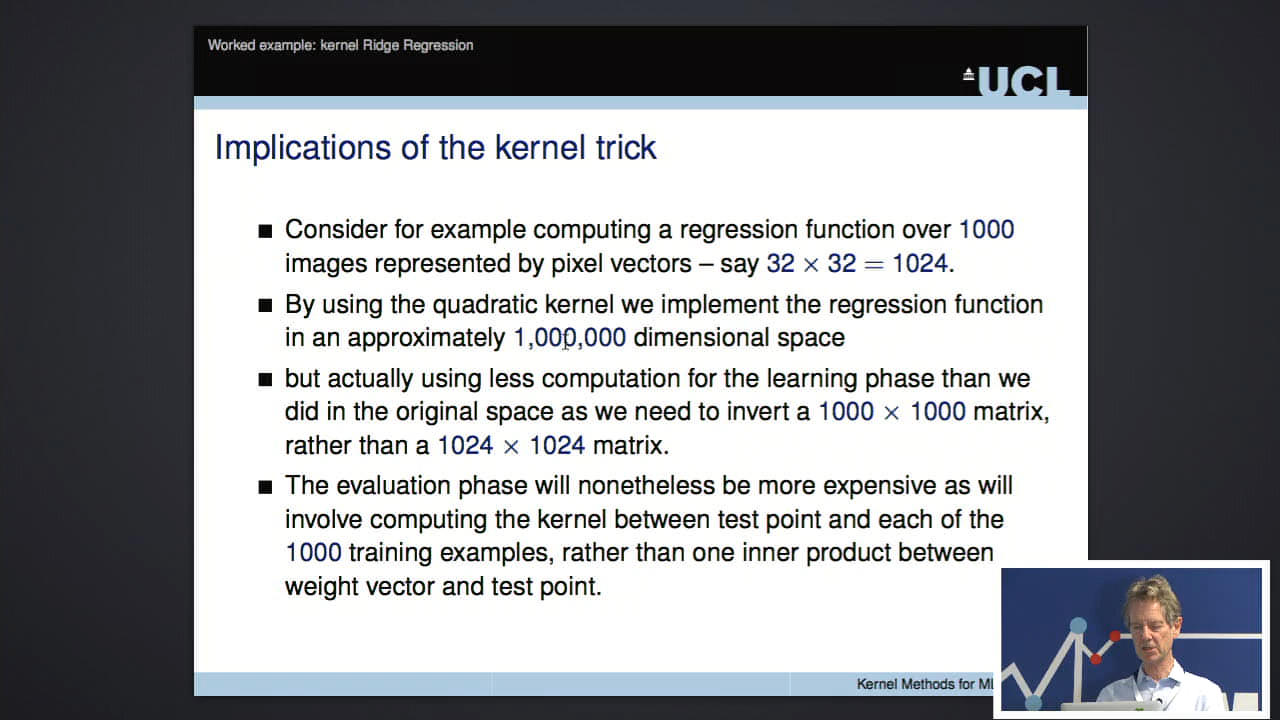 Worked example: kernel Ridge Regression
UCL
Implications of the kernel trick
Consider for example computing a regression function over 1000
images represented by pixel vectors – say 32 × 32 = 1024.
By using the quadratic kernel we implement the regression function
in an approximately 1,000,000 dimensional space
but actually using less computation for the learning phase than we
did in the original space as we need to invert a 1000 × 1000 matrix,
rather than a 1024 × 1024 matrix.
The evaluation phase will nonetheless be more expensive as will
involve computing the kernel between test point and each of the
1000 training examples, rather than one inner product between
weight vector and test point.
Kernel Methods for